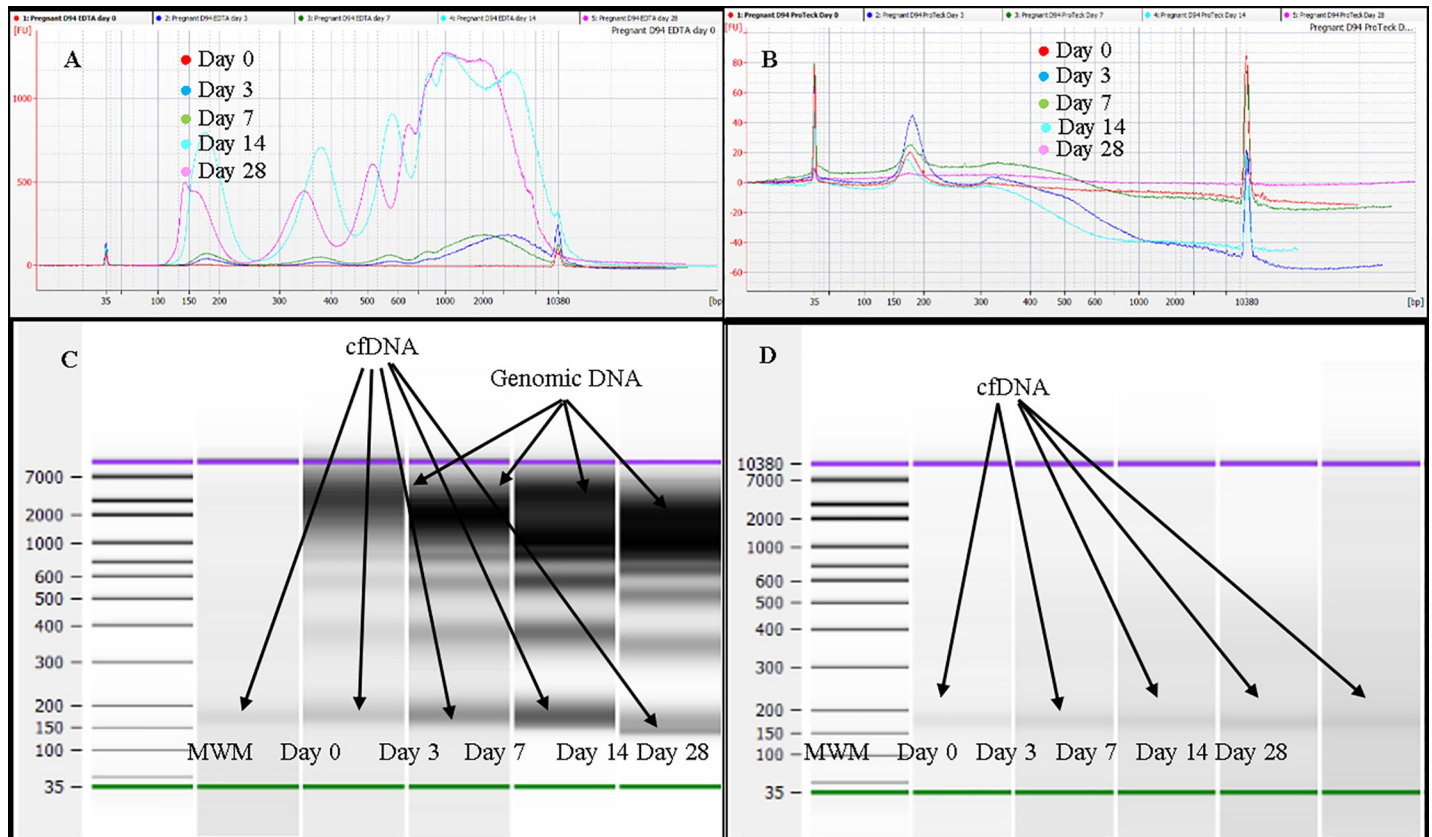 1: Pregnant D94 EDTA day 0 2: Pregnant D94 EDTA day 3 3: Pregnant D94 EDTA day 7 4: Pregnant D94 EDTA day 14 5: Pregnant D94 EDTA day 28
[FU] Pregnant D94 EDTA day 0
A
Day 0
Day 3
Day 7
Day 14
Day 28
1000
500
0
35 100 150 200 300 400 500 600 1000 2000 10380 [bp]
1: Pregnant D94 ProTeck Day 0 2: Pregnant D94 ProTeck Day 3 3: Pregnant D94 ProTeck Day 7 4: Pregnant D94 ProTeck Day 14 5: Pregnant D94 ProTeck Day 28
[FU] Pregnant D94 ProTeck D...
B
Day 0
Day 3
Day 7
Day 14
Day 28
80
60
40
20
0
-20
-40
-60
35 100 150 200 300 400 500 600 1000 2000 10380 [bp]
C
cfDNA
Genomic DNA
7000
2000
1000
600
500
400
300
200
150
100
35
MWM Day 0 Day 3 Day 7 Day 14 Day 28
D
cfDNA
10380
7000
2000
1000
600
500
400
300
200
150
100
35
MWM Day 0 Day 3 Day 7 Day 14 Day 28